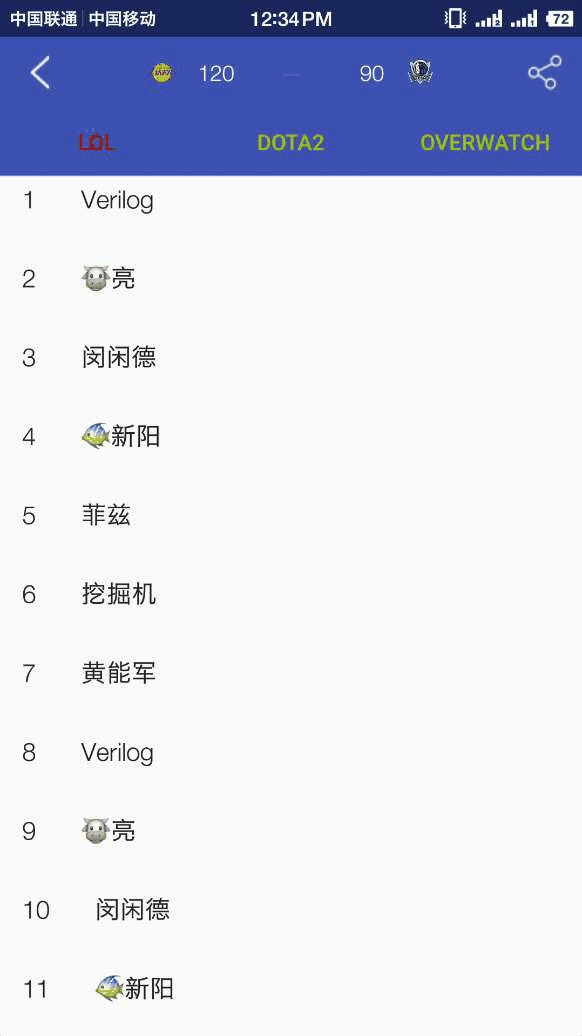 中国联通 中国移动 12:34 PM 72
120 — 90
LOL DOTA2 OVERWATCH
1 Verilog
2 🐮亮
3 闵闲德
4 🐠新阳
5 菲兹
6 挖掘机
7 黄能军
8 Verilog
9 🐮亮
10 闵闲德
11 🐠新阳